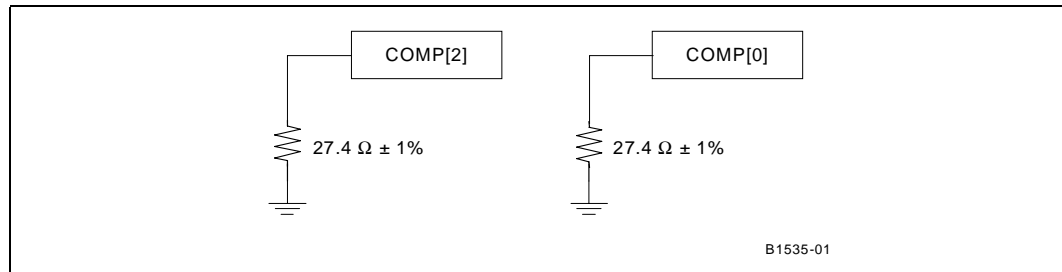 COMP[2] COMP[0]
27.4 Ω ± 1% 27.4 Ω ± 1%
B1535-01